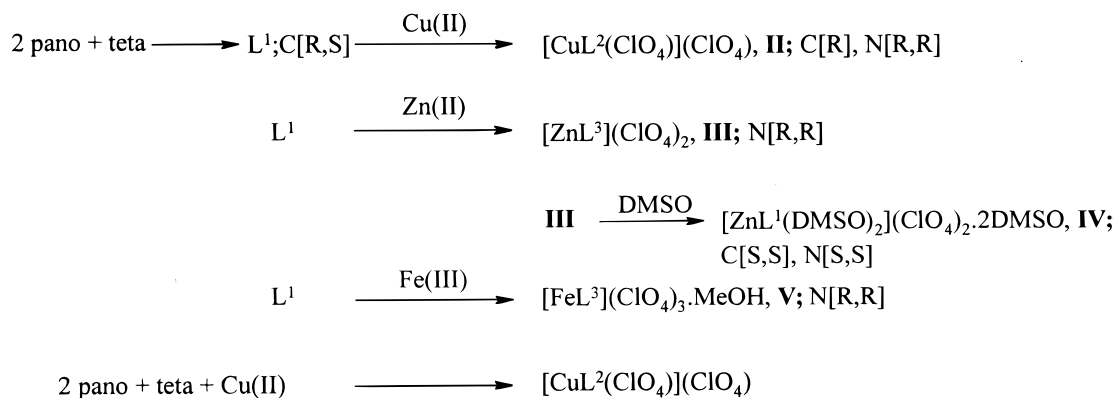 2 pano + teta → L¹;C[R,S] Cu(II) → [CuL²(ClO₄)](ClO₄), II; C[R], N[R,R]
L¹ Zn(II) → [ZnL³](ClO₄)₂, III; N[R,R]
III DMSO → [ZnL¹(DMSO)₂](ClO₄)₂.2DMSO, IV;
C[S,S], N[S,S]
L¹ Fe(III) → [FeL³](ClO₄)₃.MeOH, V; N[R,R]
2 pano + teta + Cu(II) → [CuL²(ClO₄)](ClO₄)